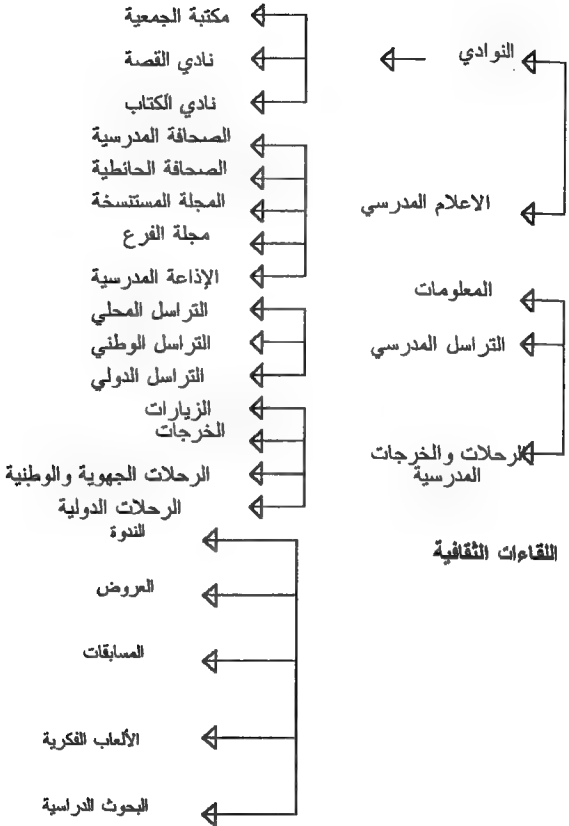 النوادي
مكتبة الجمعية
نادي القصة
نادي الكتاب
الاعلام المدرسي
الصحافة المدرسية
الصحافة الحائطية
المجلة المستنسخة
مجلة الفرع
الإذاعة المدرسية
المعلومات
التراسل المدرسي
التراسل المحلي
التراسل الوطني
التراسل الدولي
الرحلات والخرجات
المدرسية
الزيارات
الخرجات
الرحلات الجهوية والوطنية
الرحلات الدولية
اللقاءات الثقافية
الندوة
العروض
المسابقات
الألعاب الفكرية
البحوث الدراسية